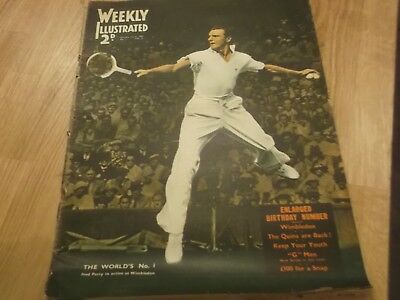 WEEKLY
ILLUSTRATED
2D
THE WORLD'S No. 1
Fred Perry in action at Wimbledon
ENLARGED
BIRTHDAY NUMBER
Wimbledon
The Quins are Back!
Keep Your Youth
"G" Men
£100 for a Snap